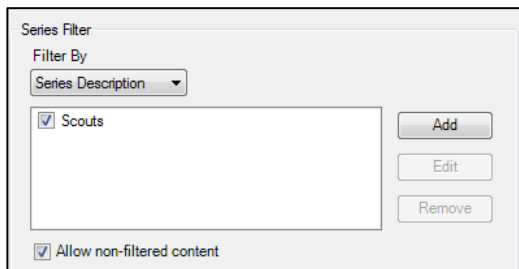 Series Filter
Filter By
Series Description
Scouts
Add
Edit
Remove
Allow non-filtered content